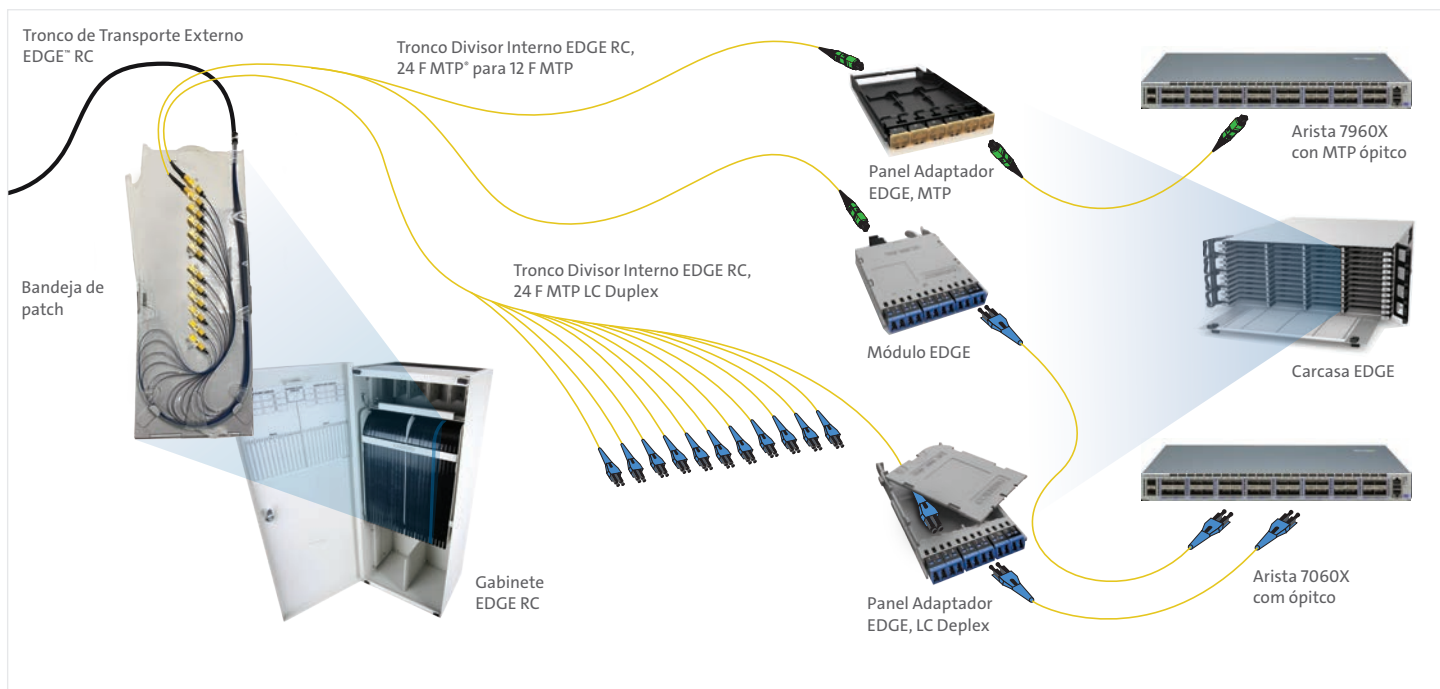 Tronco de Transporte Externo
EDGE™ RC
Tronco Divisor Interno EDGE RC,
24 F MTP® para 12 F MTP
Panel Adaptador
EDGE, MTP
Arista 7960X
con MTP ópitco
Bandeja de
patch
Tronco Divisor Interno EDGE RC,
24 F MTP LC Duplex
Módulo EDGE
Carcasa EDGE
Gabinete
EDGE RC
Panel Adaptador
EDGE, LC Deplex
Arista 7060X
com ópitco